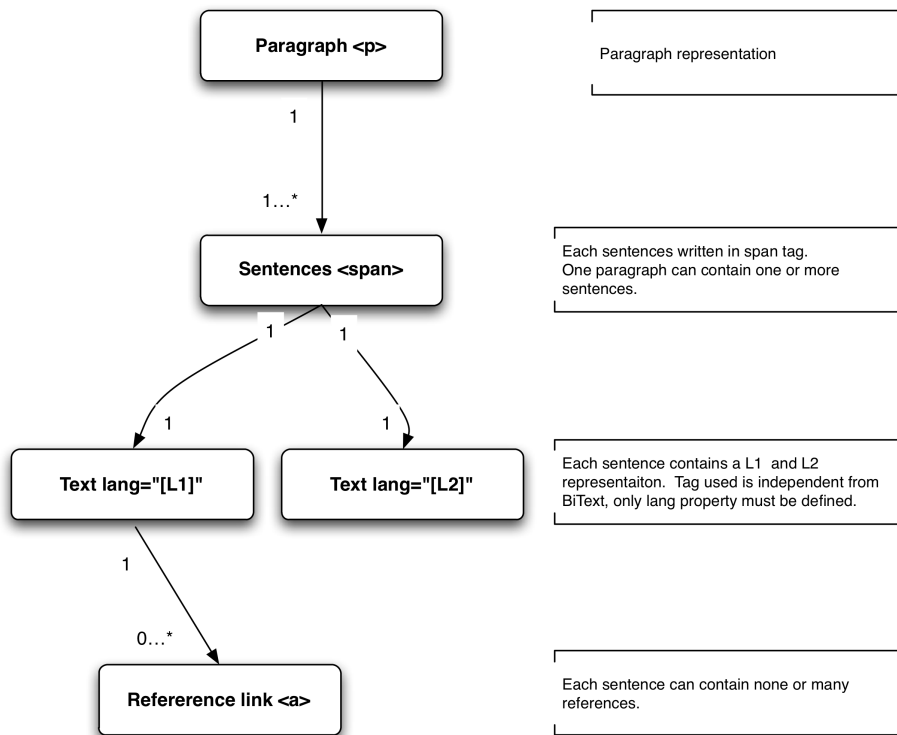 Paragraph <p>
Paragraph representation
1
1...*
Sentences <span>
Each sentences written in span tag.
One paragraph can contain one or more
sentences.
1
1
1
1
Text lang="[L1]"
Text lang="[L2]"
Each sentence contains a L1 and L2
representaiton. Tag used is independent from
BiText, only lang property must be defined.
1
0...*
Refererence link <a>
Each sentence can contain none or many
references.